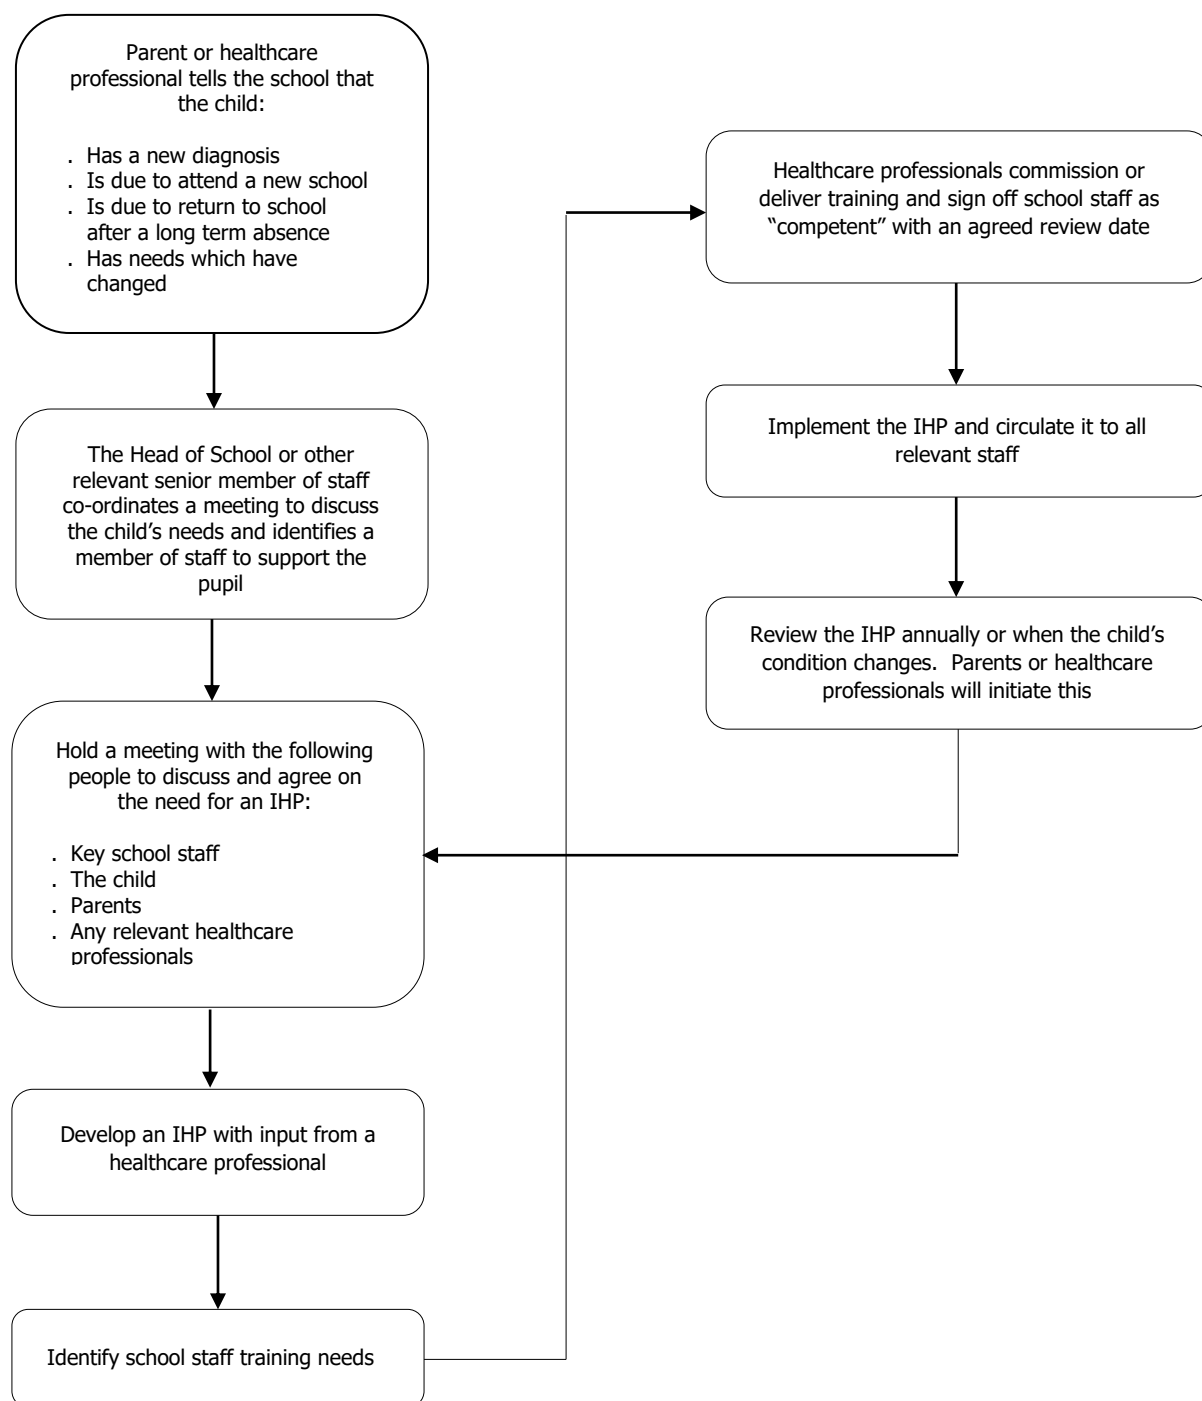 Parent or healthcare
professional tells the school that
the child:
. Has a new diagnosis
. Is due to attend a new school
. Is due to return to school
after a long term absence
. Has needs which have
changed
The Head of School or other
relevant senior member of staff
co-ordinates a meeting to discuss
the child’s needs and identifies a
member of staff to support the
pupil
Hold a meeting with the following
people to discuss and agree on
the need for an IHP:
. Key school staff
. The child
. Parents
. Any relevant healthcare
professionals
Develop an IHP with input from a
healthcare professional
Identify school staff training needs
Healthcare professionals commission or
deliver training and sign off school staff as
“competent” with an agreed review date
Implement the IHP and circulate it to all
relevant staff
Review the IHP annually or when the child’s
condition changes.  Parents or healthcare
professionals will initiate this